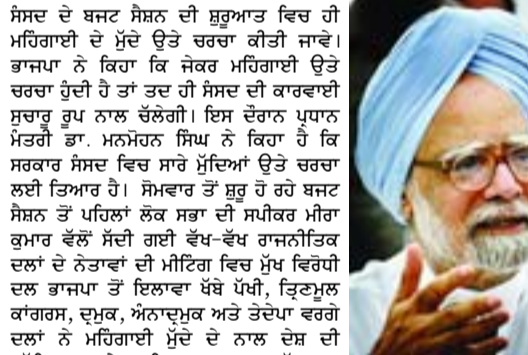 ਸੰਸਦ ਦੇ ਬਜਟ ਸੈਸ਼ਨ ਦੀ ਸ਼ੁਰੂਆਤ ਵਿਚ ਹੀ
ਮਹਿੰਗਾਈ ਦੇ ਮੁੱਦੇ ਉਤੇ ਚਰਚਾ ਕੀਤੀ ਜਾਵੇ।
ਭਾਜਪਾ ਨੇ ਕਿਹਾ ਕਿ ਜੇਕਰ ਮਹਿੰਗਾਈ ਉਤੇ
ਚਰਚਾ ਹੁੰਦੀ ਹੈ ਤਾਂ ਤਦ ਹੀ ਸੰਸਦ ਦੀ ਕਾਰਵਾਈ
ਸੁਚਾਰੂ ਰੂਪ ਨਾਲ ਚੱਲੇਗੀ। ਇਸ ਦੌਰਾਨ ਪ੍ਰਧਾਨ
ਮੰਤਰੀ ਡਾ. ਮਨਮੋਹਨ ਸਿੰਘ ਨੇ ਕਿਹਾ ਹੈ ਕਿ
ਸਰਕਾਰ ਸੰਸਦ ਵਿਚ ਸਾਰੇ ਮੁੱਦਿਆਂ ਉਤੇ ਚਰਚਾ
ਲਈ ਤਿਆਰ ਹੈ। ਸੋਮਵਾਰ ਤੋਂ ਸ਼ੁਰੂ ਹੋ ਰਹੇ ਬਜਟ
ਸੈਸ਼ਨ ਤੋਂ ਪਹਿਲਾਂ ਲੋਕ ਸਭਾ ਦੀ ਸਪੀਕਰ ਮੀਰਾ
ਕੁਮਾਰ ਵੱਲੋਂ ਸੱਦੀ ਗਈ ਵੱਖ-ਵੱਖ ਰਾਜਨੀਤਿਕ
ਦਲਾਂ ਦੇ ਨੇਤਾਵਾਂ ਦੀ ਮੀਟਿੰਗ ਵਿਚ ਮੁੱਖ ਵਿਰੋਧੀ
ਦਲ ਭਾਜਪਾ ਤੋਂ ਇਲਾਵਾ ਖੱਬੇ ਪੱਖੀ, ਤ੍ਰਿਣਮੂਲ
ਕਾਂਗਰਸ, ਦ੍ਰਮੁਕ, ਅੰਨਾਦ੍ਰਮੁਕ ਅਤੇ ਤੇਦੇਪਾ ਵਰਗੇ
ਦਲਾਂ ਨੇ ਮਹਿੰਗਾਈ ਮੁੱਦੇ ਦੇ ਨਾਲ ਦੇਸ਼ ਦੀ